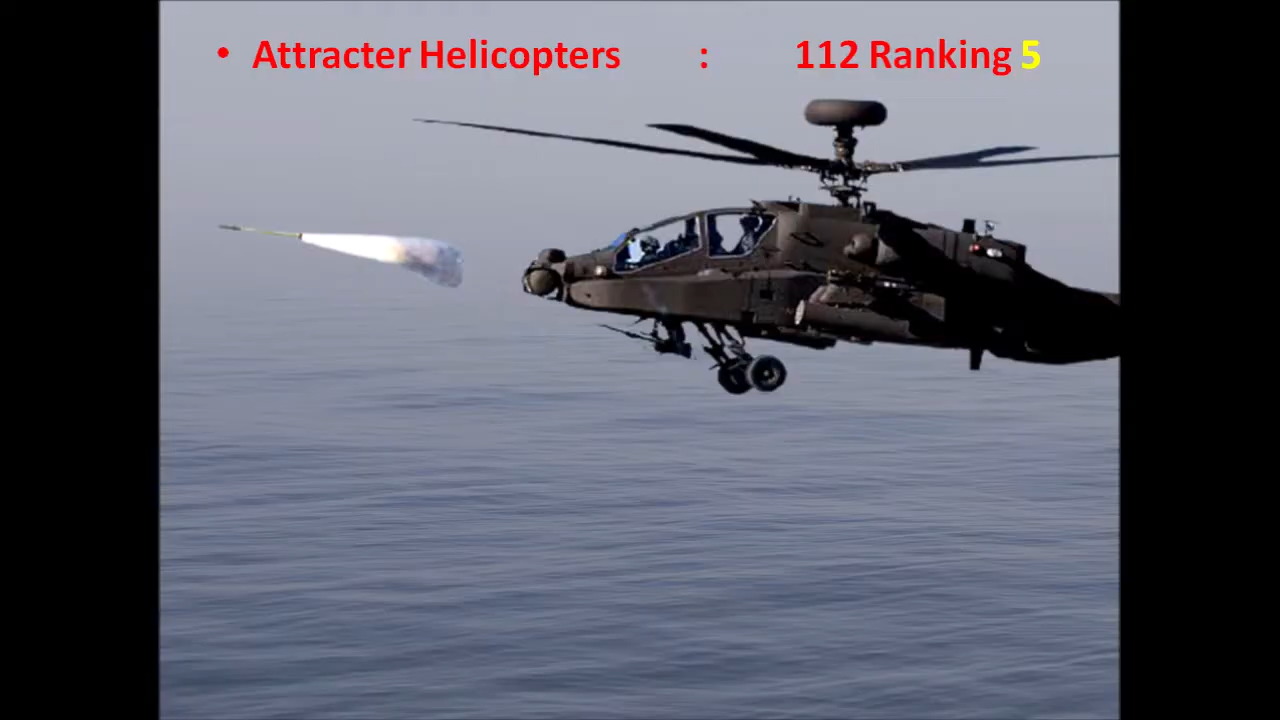 • Attracter Helicopters : 112 Ranking 5